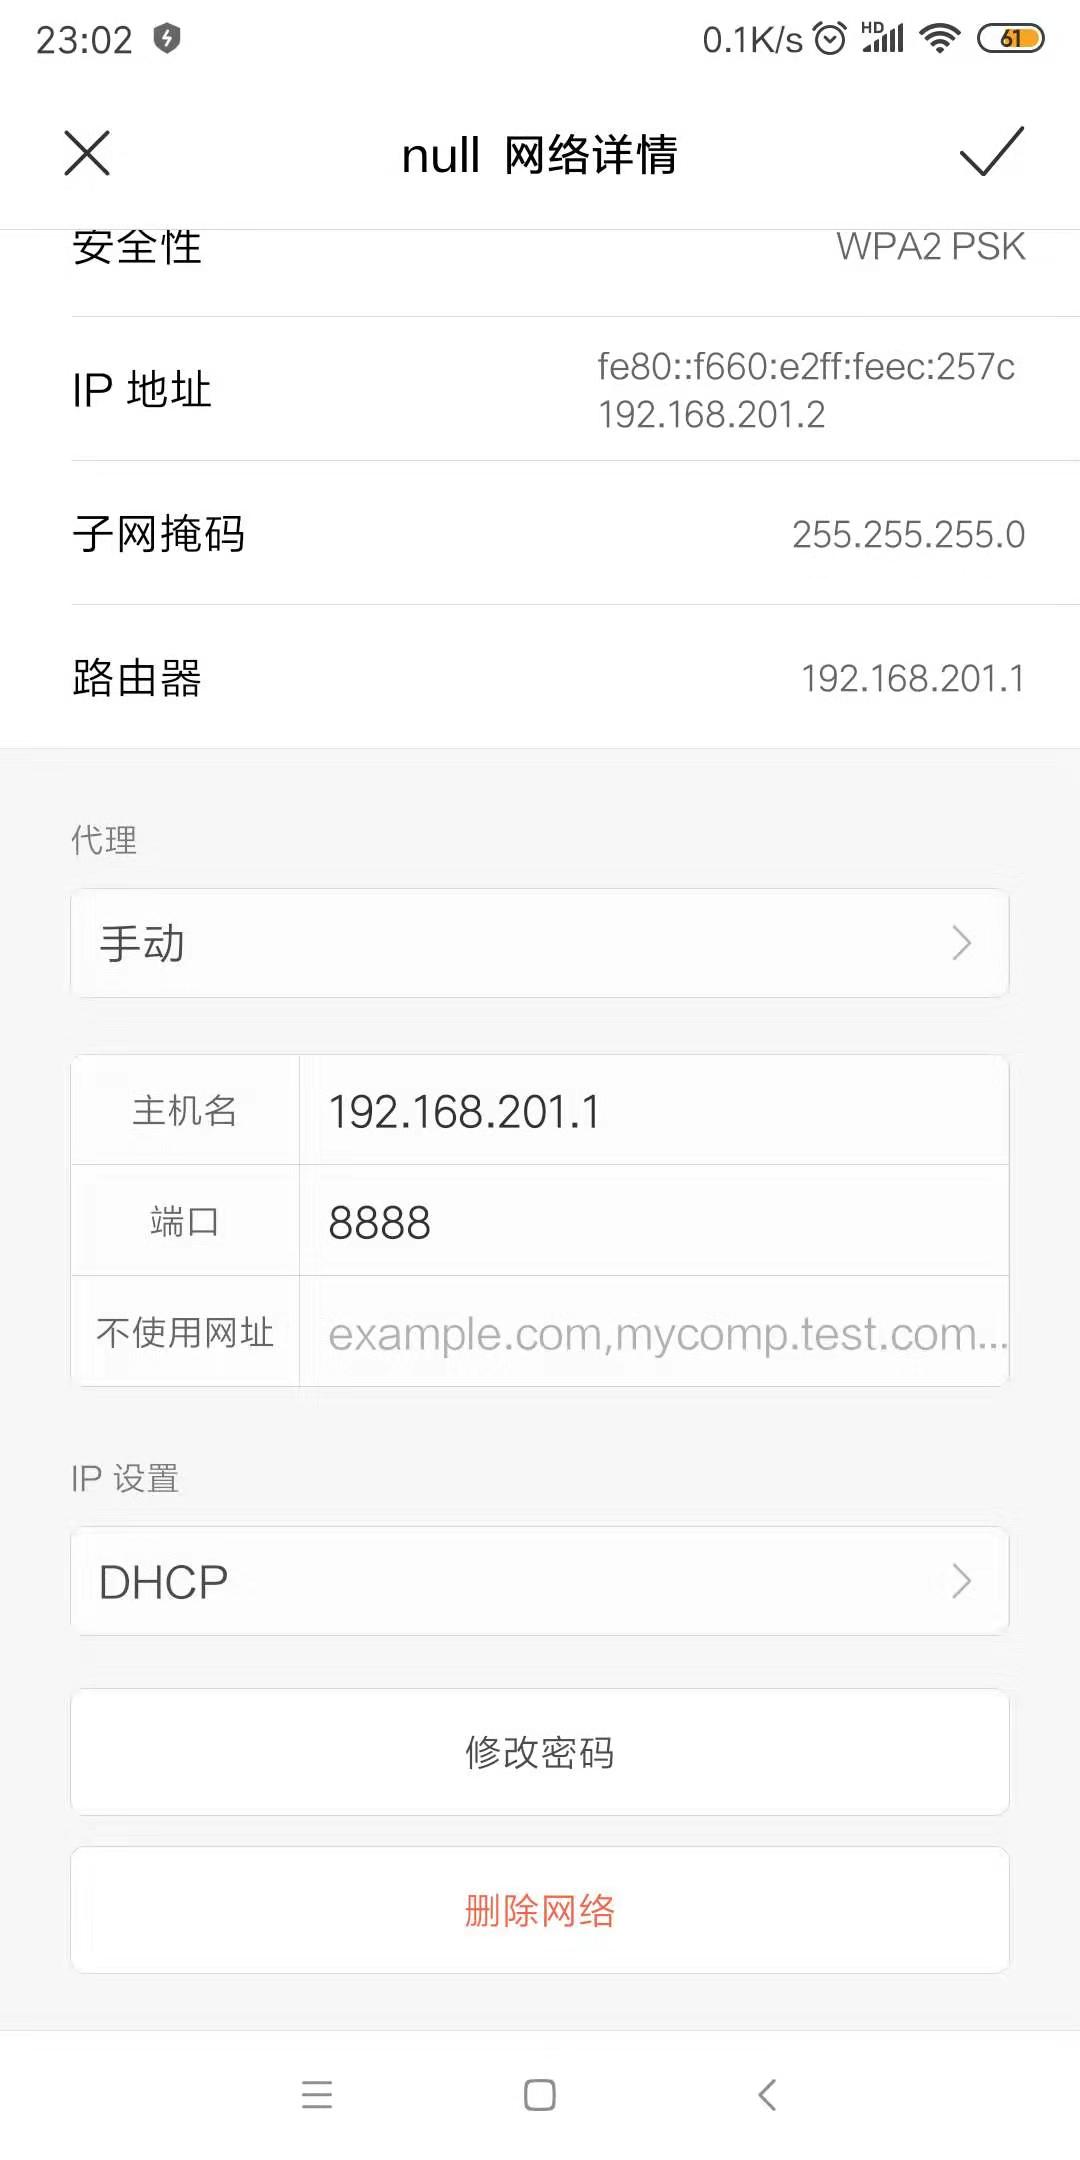 23:02 0.1K/s HD 61
null 网络详情
安全性 WPA2 PSK
IP 地址 fe80::f660:e2ff:feec:257c
192.168.201.2
子网掩码 255.255.255.0
路由器 192.168.201.1
代理
手动
主机名 192.168.201.1
端口 8888
不使用网址 example.com,mycomp.test.com...
IP 设置
DHCP
修改密码
删除网络